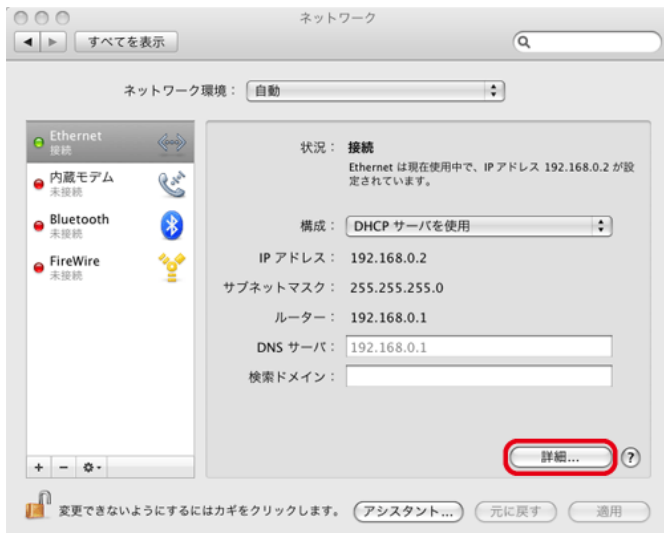 ネットワーク
すべてを表示
ネットワーク環境： 自動
Ethernet
接続
内蔵モデム
未接続
Bluetooth
未接続
FireWire
未接続
状況： 接続
Ethernet は現在使用中で、IP アドレス 192.168.0.2 が設
定されています。
構成： DHCP サーバを使用
IP アドレス： 192.168.0.2
サブネットマスク： 255.255.255.0
ルーター： 192.168.0.1
DNS サーバ： 192.168.0.1
検索ドメイン：
詳細... ?
+ −
変更できないようにするにはカギをクリックします。 アシスタント... 元に戻す 適用